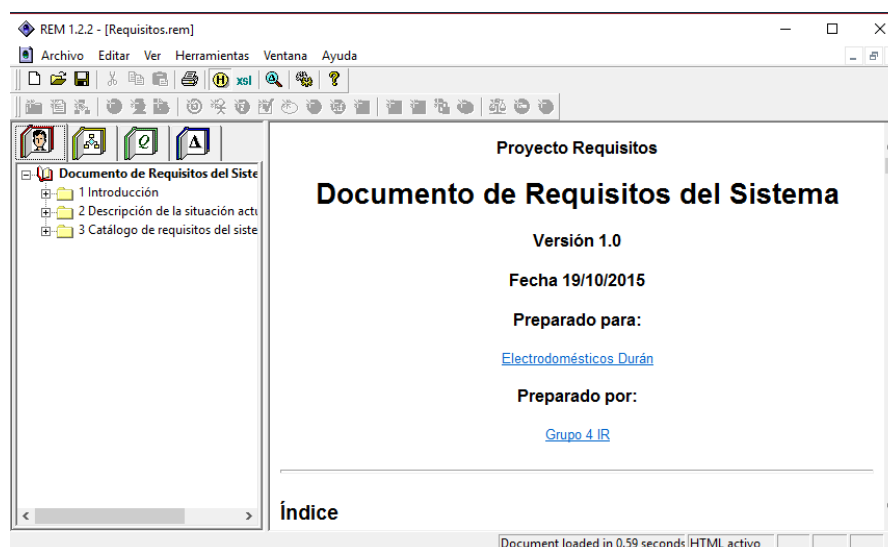 REM 1.2.2 - [Requisitos.rem]
Archivo Editar Ver Herramientas Ventana Ayuda
H xsl
Q A
Documento de Requisitos del Siste
1 Introducción
2 Descripción de la situación actu
3 Catálogo de requisitos del siste
Proyecto Requisitos
Documento de Requisitos del Sistema
Versión 1.0
Fecha 19/10/2015
Preparado para:
Electrodomésticos Durán
Preparado por:
Grupo 4 IR
Índice
Document loaded in 0.59 seconds HTML activo